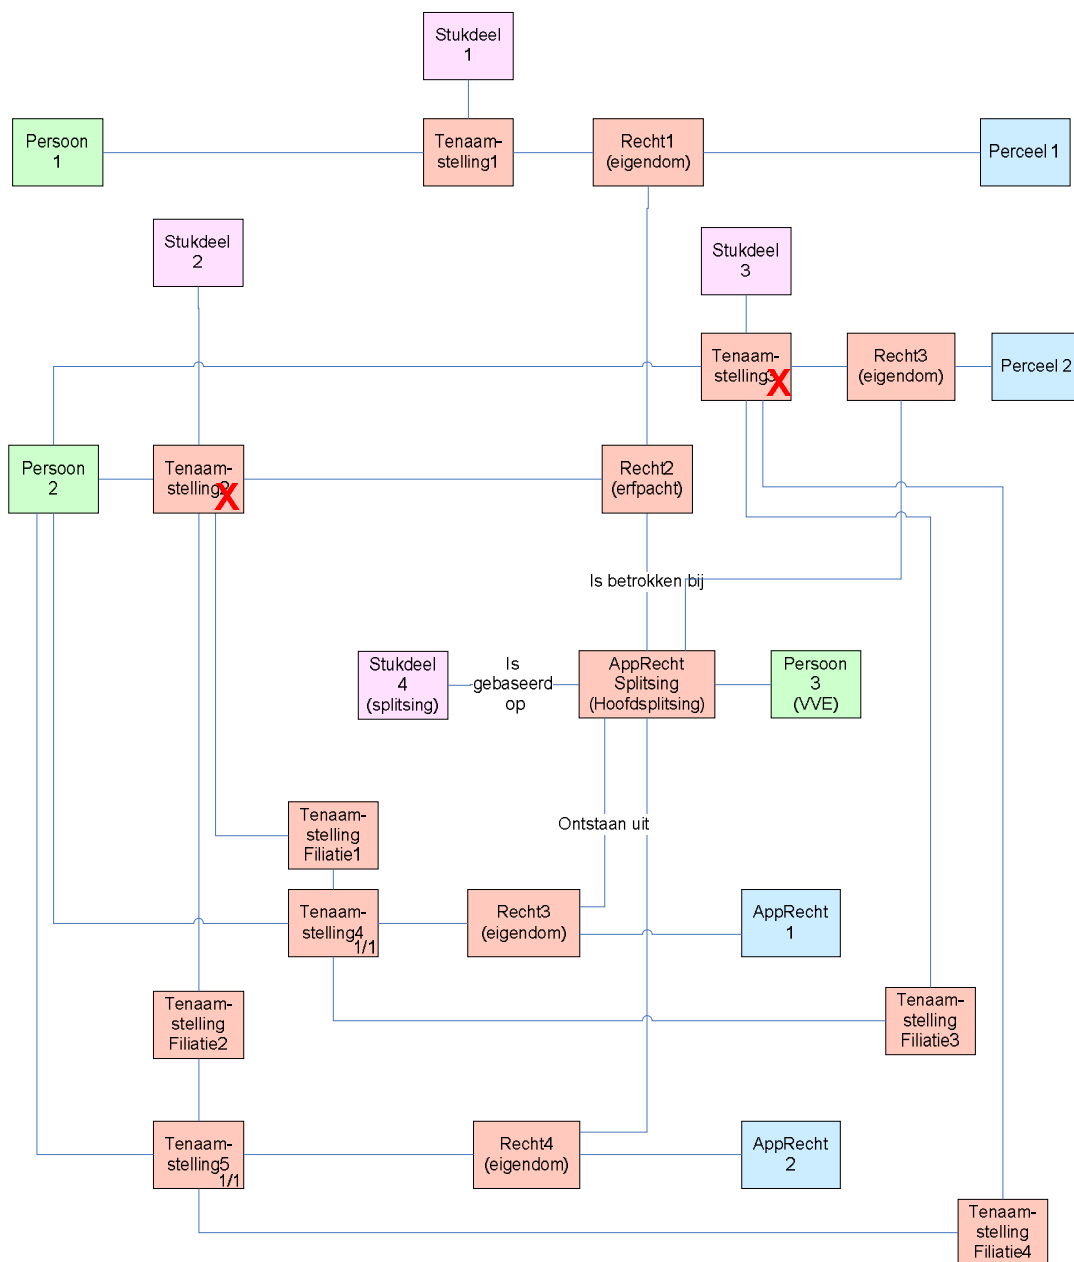 Stukdeel
1
Persoon
1
Tenaam-
stelling1
Recht1
(eigendom)
Perceel 1
Stukdeel
2
Stukdeel
3
Tenaam-
stelling3
X
Recht3
(eigendom)
Perceel 2
Persoon
2
Tenaam-
stelling2
X
Recht2
(erfpacht)
Is betrokken bij
Stukdeel
4
(splitsing)
Is
gebaseerd
op
AppRecht
Splitsing
(Hoofdsplitsing)
Persoon
3
(VVE)
Tenaam-
stelling
Filiatie1
Ontstaan uit
Tenaam-
stelling4
1/1
Recht3
(eigendom)
AppRecht
1
Tenaam-
stelling
Filiatie2
Tenaam-
stelling
Filiatie3
Tenaam-
stelling5
1/1
Recht4
(eigendom)
AppRecht
2
Tenaam-
stelling
Filiatie4